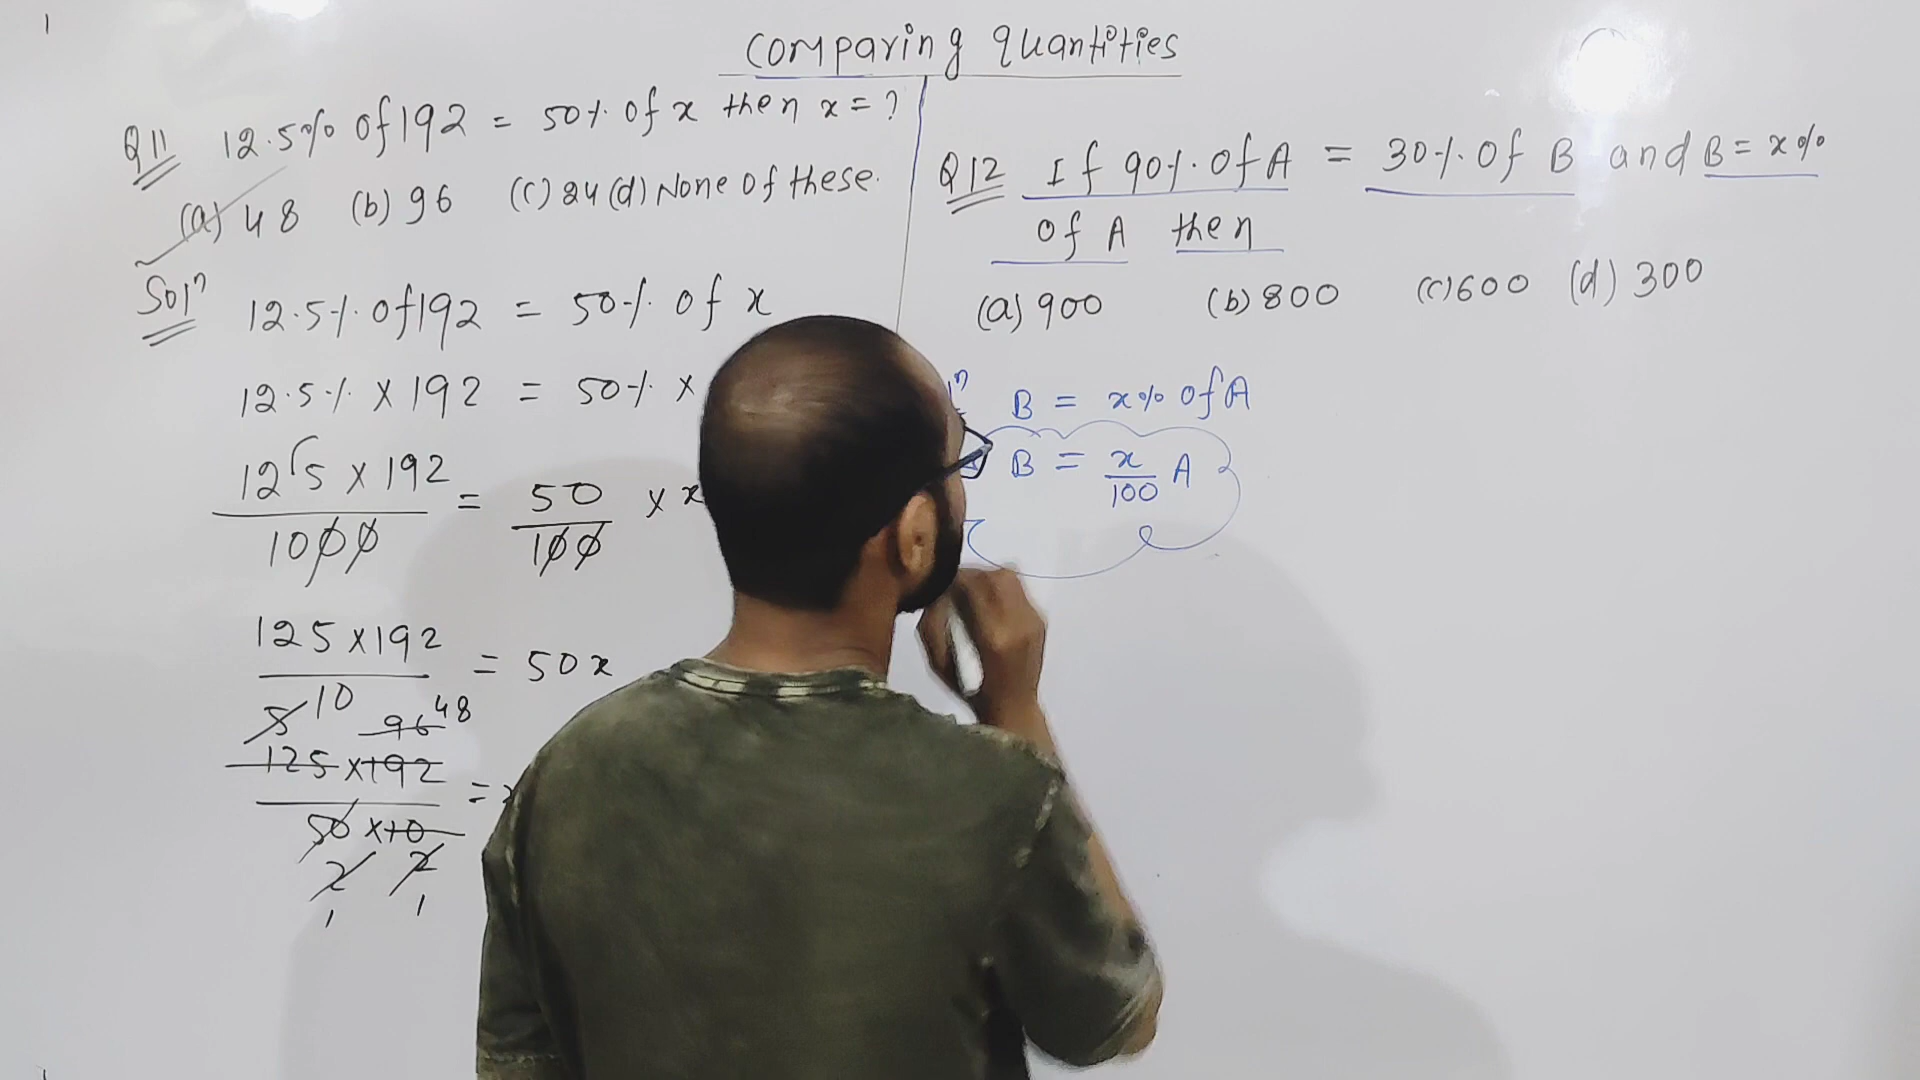 Comparing Quantities
Q11 12.5% of 192 = 50% of x then x = ?
(a) 48 (b) 96 (c) 24 (d) None of these.
Solⁿ 12.5% of 192 = 50% of x
12.5% × 192 = 50% ×
125 × 192 / 1000 = 50 / 100 × x
125 × 192 / 10 = 50x
5 96 48
125 × 192 / 50 × 10 =
2 2
1 1
Q12 If 90% of A = 30% of B and B = x%
of A then
(a) 900 (b) 800 (c) 600 (d) 300
B = x% of A
B = x/100 A